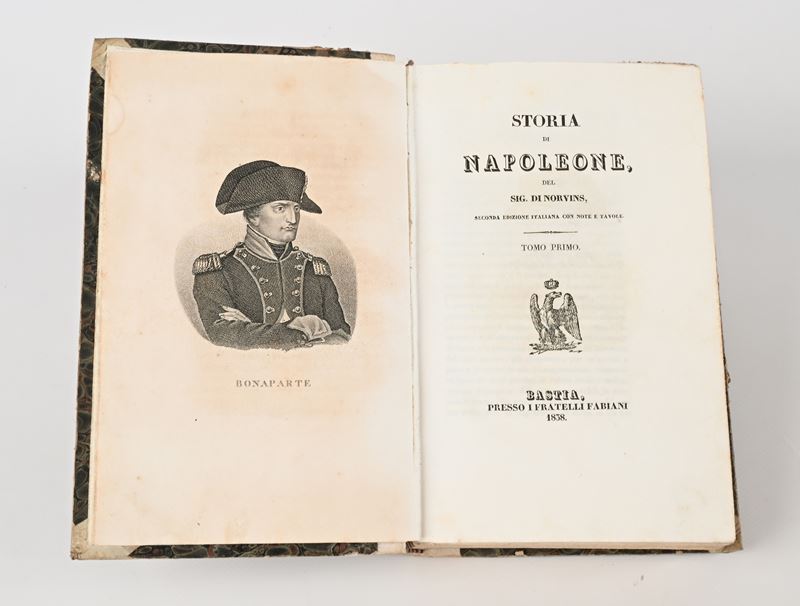 BONAPARTE
STORIA
DI
NAPOLEONE,
DEL
SIG. DI NORVINS,
SECONDA EDIZIONE ITALIANA CON NOTE E TAVOLE.
TOMO PRIMO.
BASTIA,
PRESSO I FRATELLI FABIANI
1838.